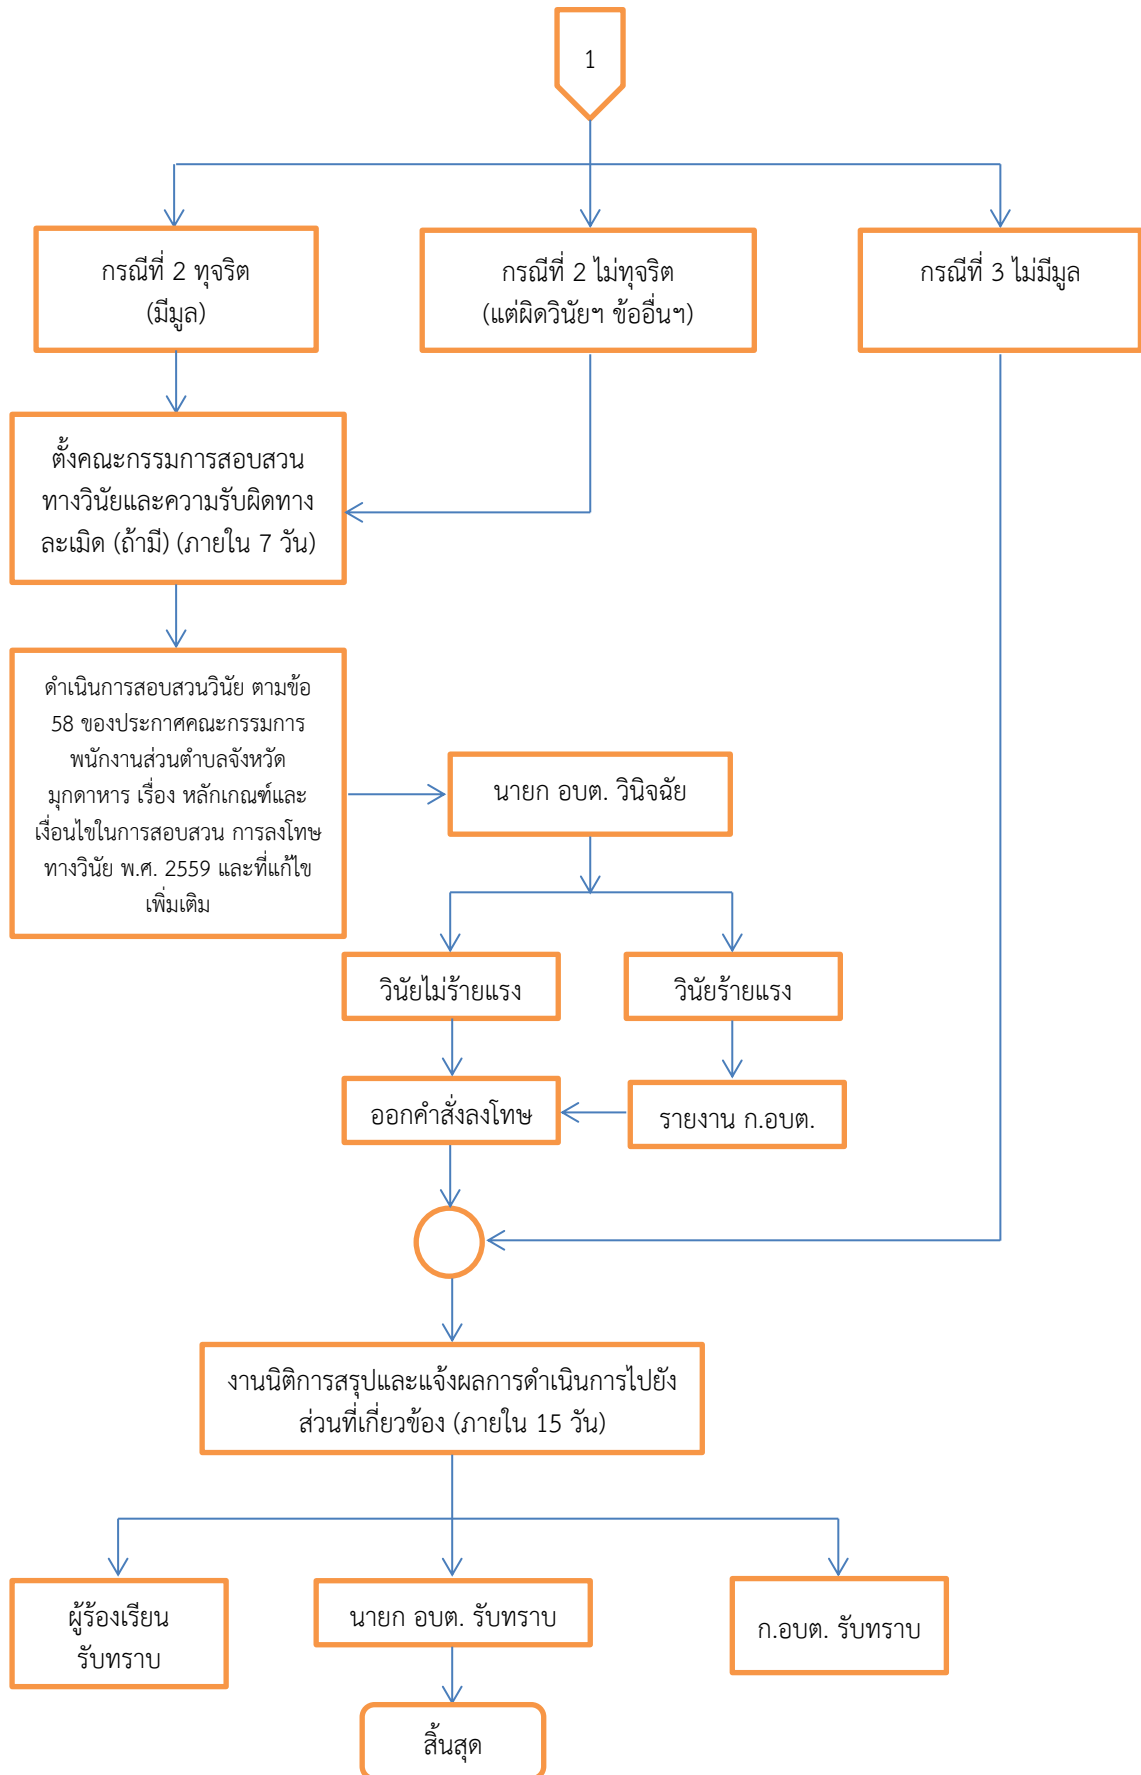 1
กรณีที่ 2 ทุจริต
(มีมูล)
กรณีที่ 2 ไม่ทุจริต
(แต่ผิดวินัยฯ ข้ออื่นฯ)
กรณีที่ 3 ไม่มีมูล
ตั้งคณะกรรมการสอบสวน
ทางวินัยและความรับผิดทาง
ละเมิด (ถ้ามี) (ภายใน 7 วัน)
ดำเนินการสอบสวนวินัย ตามข้อ
58 ของประกาศคณะกรรมการ
พนักงานส่วนตำบลจังหวัด
มุกดาหาร เรื่อง หลักเกณฑ์และ
เงื่อนไขในการสอบสวน การลงโทษ
ทางวินัย พ.ศ. 2559 และที่แก้ไข
เพิ่มเติม
นายก อบต. วินิจฉัย
วินัยไม่ร้ายแรง
วินัยร้ายแรง
ออกคำสั่งลงโทษ
รายงาน ก.อบต.
งานนิติการสรุปและแจ้งผลการดำเนินการไปยัง
ส่วนที่เกี่ยวข้อง (ภายใน 15 วัน)
ผู้ร้องเรียน
รับทราบ
นายก อบต. รับทราบ
ก.อบต. รับทราบ
สิ้นสุด